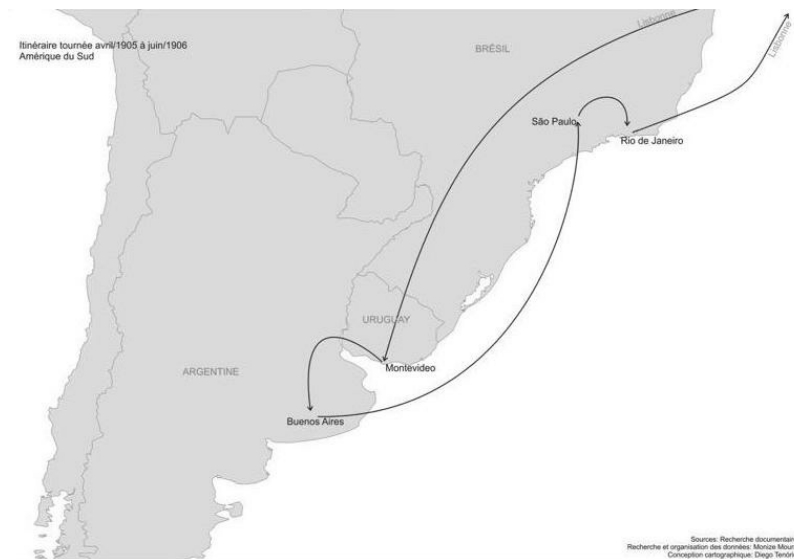 Itinéraire tournée avril/1905 à juin/1906
Amérique du Sud
Lisbonne
Lisbonne
BRÉSIL
São Paulo
Rio de Janeiro
URUGUAY
Montevideo
ARGENTINE
Buenos Aires
Sources: Recherche documentair
Recherche et organisation des données: Monize Mour
Conception cartographique: Diego Tenóri